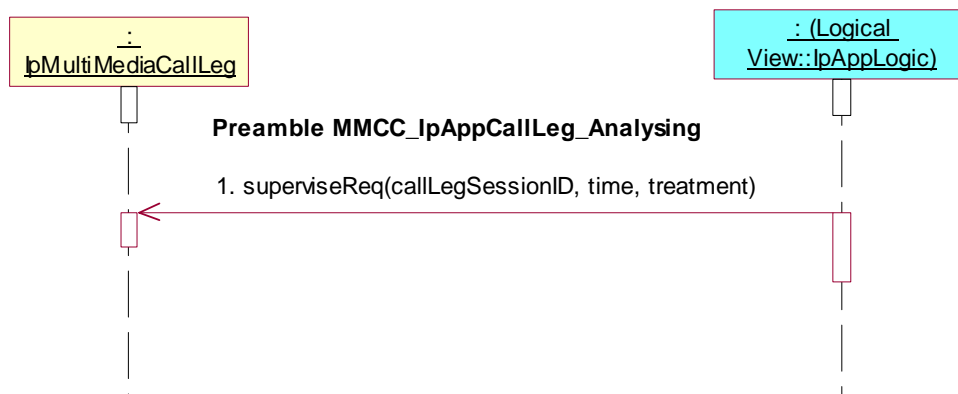 :
IpMultiMediaCallLeg
: (Logical
View::IpAppLogic)
Preamble MMCC_IpAppCallLeg_Analysing
1. superviseReq(callLegSessionID, time, treatment)